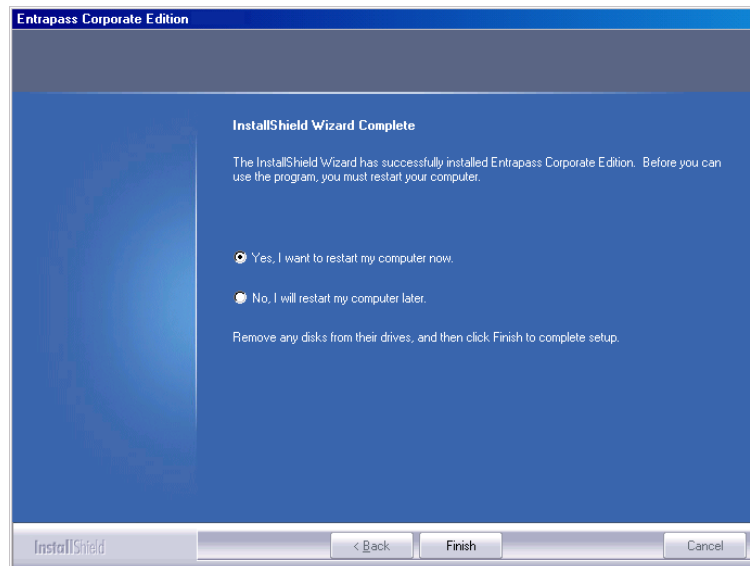 Entrapass Corporate Edition
InstallShield Wizard Complete
The InstallShield Wizard has successfully installed Entrapass Corporate Edition. Before you can
use the program, you must restart your computer.
Yes, I want to restart my computer now.
No, I will restart my computer later.
Remove any disks from their drives, and then click Finish to complete setup.
InstallShield
< Back
Finish
Cancel